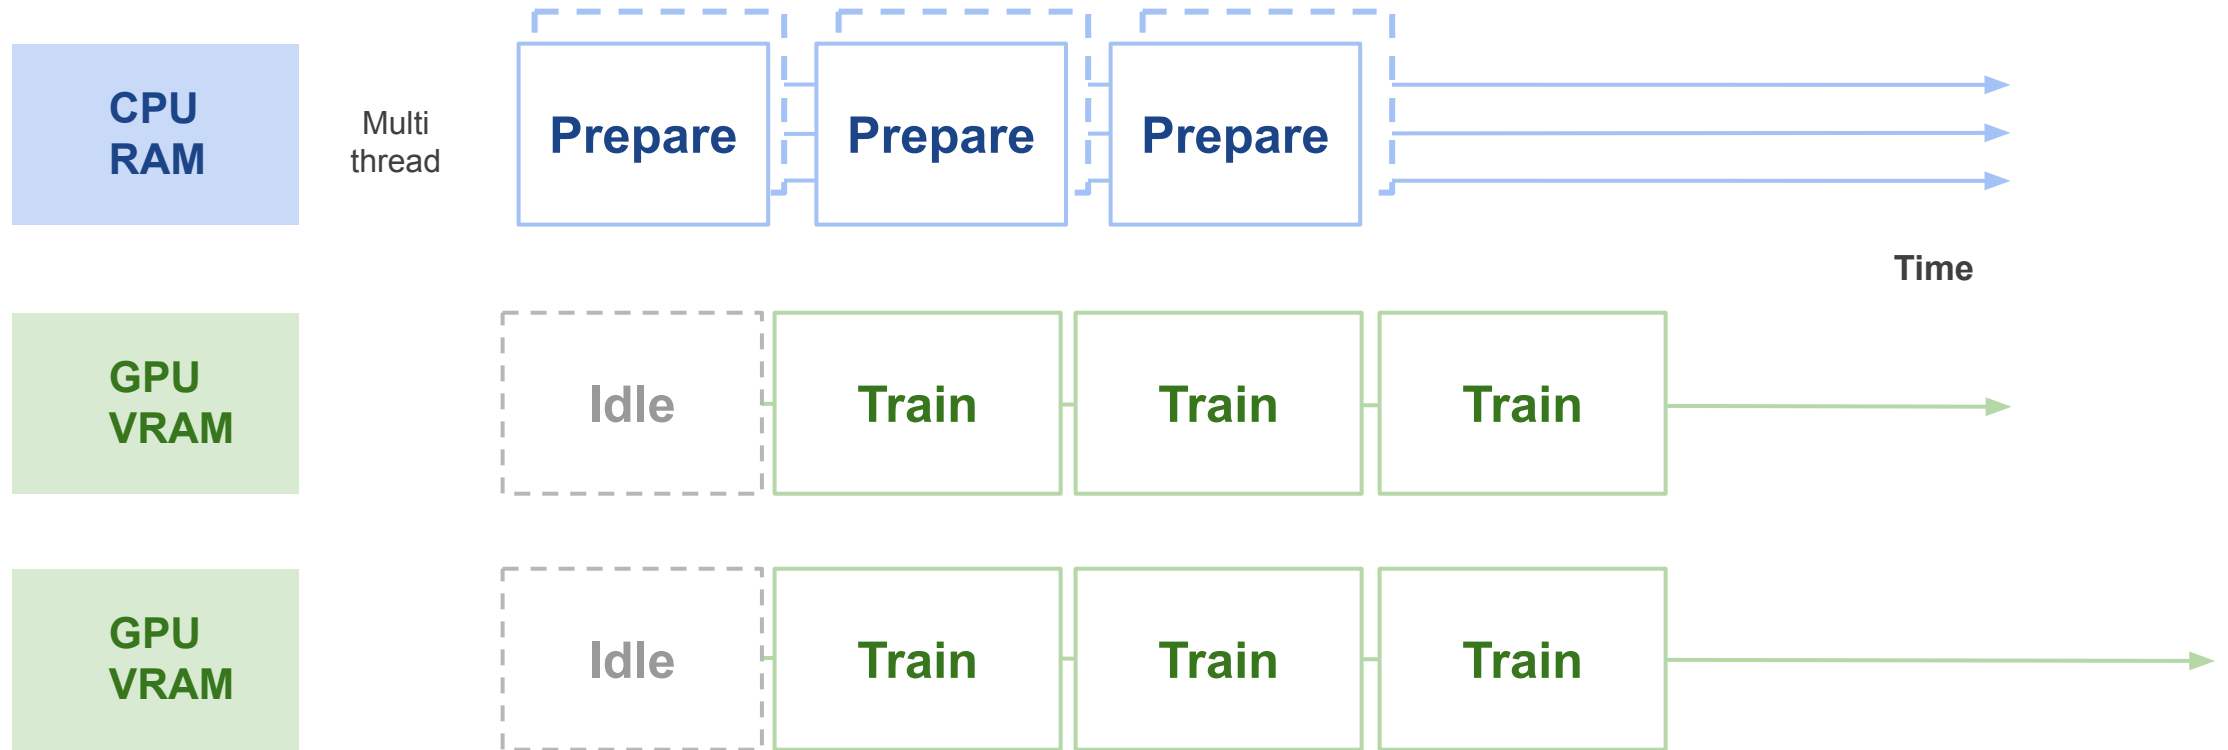 CPU
RAM
Multi
thread
Prepare
Prepare
Prepare
Time
GPU
VRAM
Idle
Train
Train
Train
GPU
VRAM
Idle
Train
Train
Train